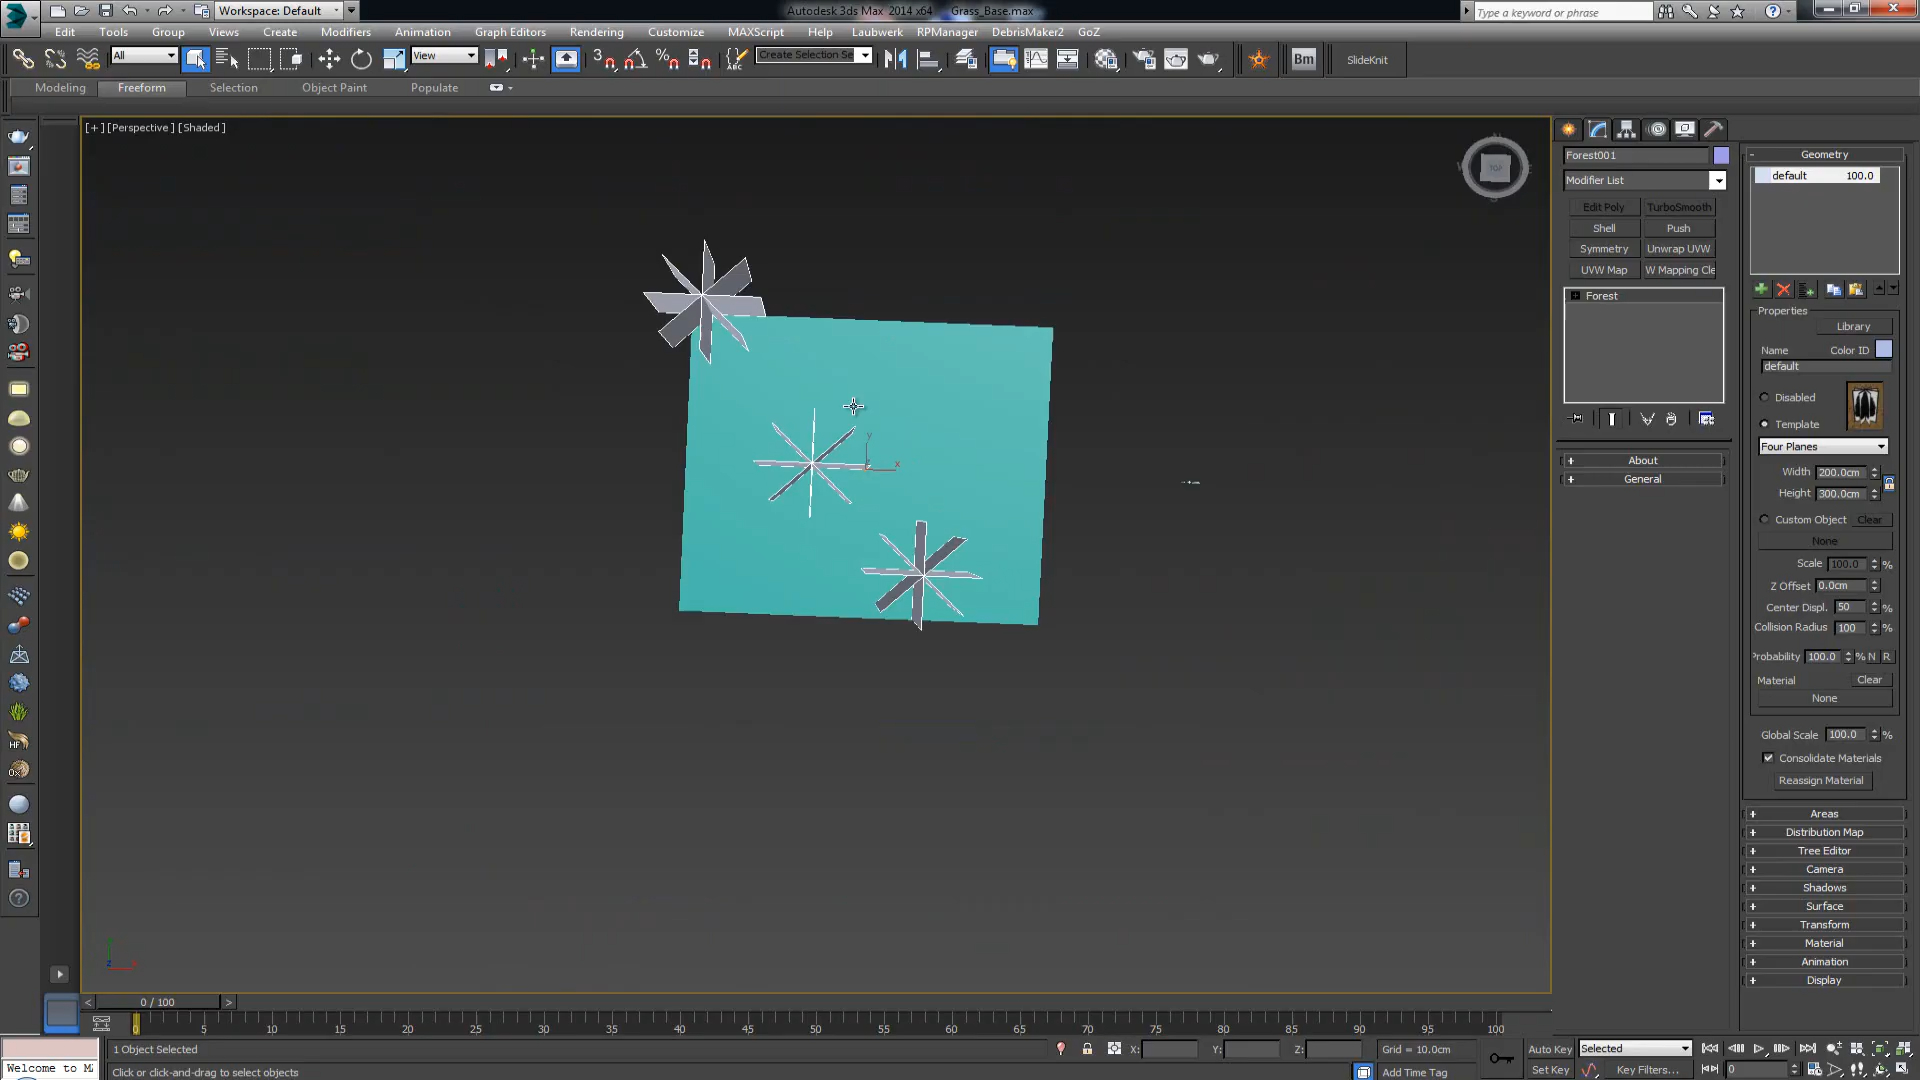 Workspace: Default
Autodesk 3ds Max 2014 x64 Grass_Base.max
Type a keyword or phrase
Edit Tools Group Views Create Modifiers Animation Graph Editors Rendering Customize MAXScript Help Laubwerk RPManager DebrisMaker2 GoZ
All View Create Selection Se Bm SlideKnit
Modeling Freeform Selection Object Paint Populate
[+] [Perspective] [Shaded]
TOP
y
x
Forest001
Modifier List
Edit Poly TurboSmooth
Shell Push
Symmetry Unwrap UVW
UVW Map W Mapping Cle
Forest
+ About
+ General
- Geometry
default 100.0
Properties
Library
Name Color ID
default
Disabled
Template
Four Planes
Width 200.0cm
Height 300.0cm
Custom Object Clear
None
Scale 100.0 %
Z Offset 0.0cm
Center Displ. 50 %
Collision Radius 100 %
Probability 100.0 % N R
Material Clear
None
Global Scale 100.0 %
Consolidate Materials
Reassign Material
+ Areas
+ Distribution Map
+ Tree Editor
+ Camera
+ Shadows
+ Surface
+ Transform
+ Material
+ Animation
+ Display
< 0 / 100 >
0 5 10 15 20 25 30 35 40 45 50 55 60 65 70 75 80 85 90 95 100
1 Object Selected X: Y: Z: Grid = 10.0cm Auto Key Selected
Welcome to M Click or click-and-drag to select objects Add Time Tag Set Key Key Filters... 0